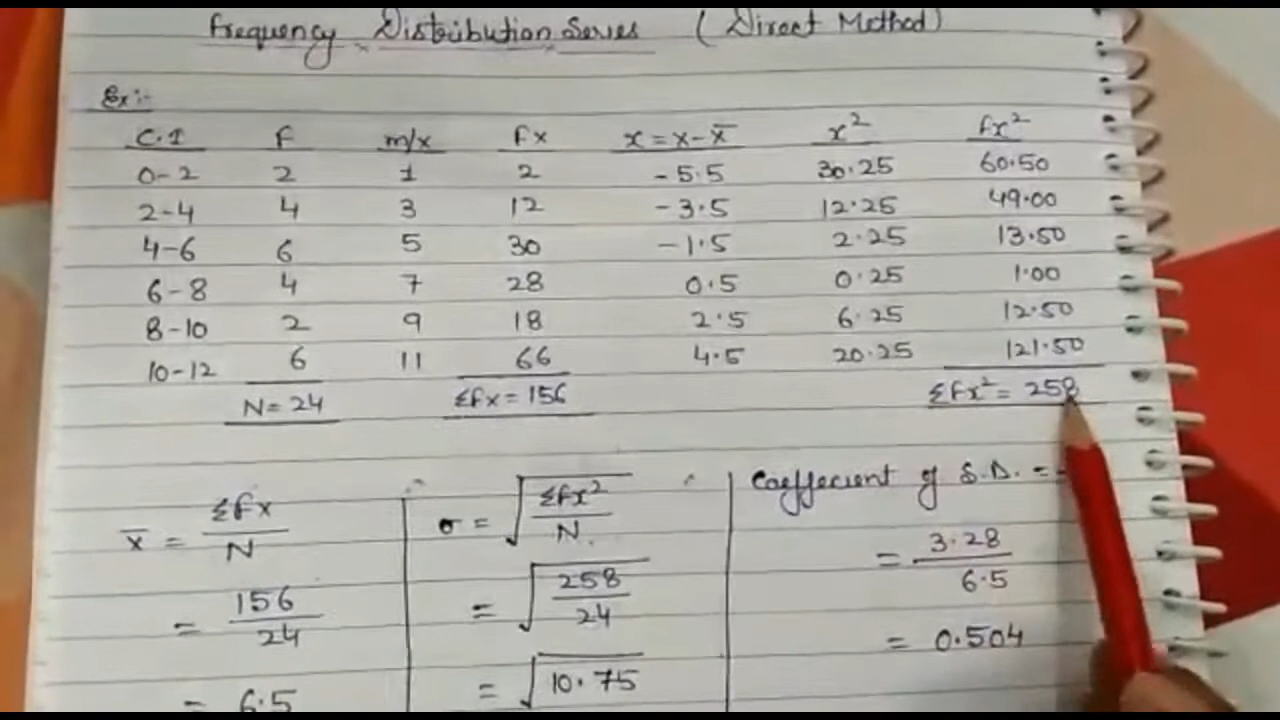 Frequency Distribution Series (Direct Method)
Ex:-
C.I F m/x Fx x = x - x̄ x² fx²
0-2 2 1 2 -5.5 30.25 60.50
2-4 4 3 12 -3.5 12.25 49.00
4-6 6 5 30 -1.5 2.25 13.50
6-8 4 7 28 0.5 0.25 1.00
8-10 2 9 18 2.5 6.25 12.50
10-12 6 11 66 4.5 20.25 121.50
N = 24 Σfx = 156 Σfx² = 258
x̄ = Σfx / N
= 156 / 24
= 6.5
σ = √(Σfx² / N)
= √(258 / 24)
= √10.75
Coeffecient of S.D. =
= 3.28 / 6.5
= 0.504